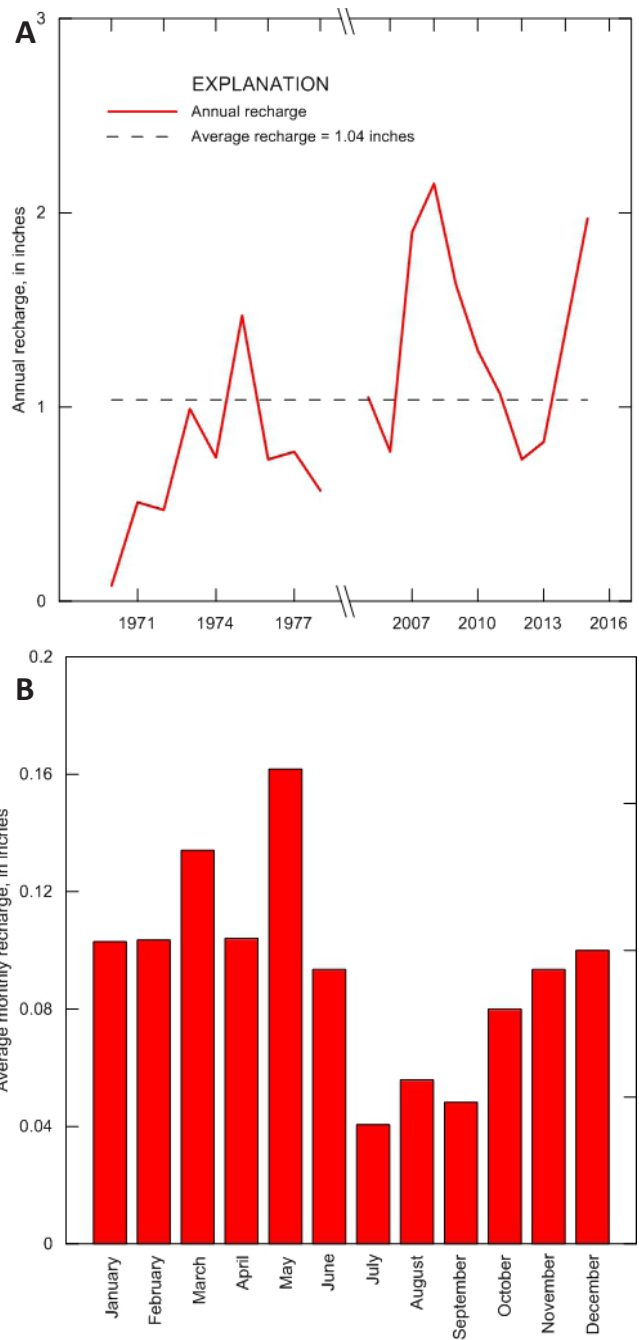 A
3
EXPLANATION
Annual recharge
Average recharge = 1.04 inches
2
Annual recharge, in inches
1
0
1971 1974 1977 2007 2010 2013 2016
0.2
B
0.16
0.12
Average monthly recharge, in inches
0.08
0.04
0
January February March April May June July August September October November December